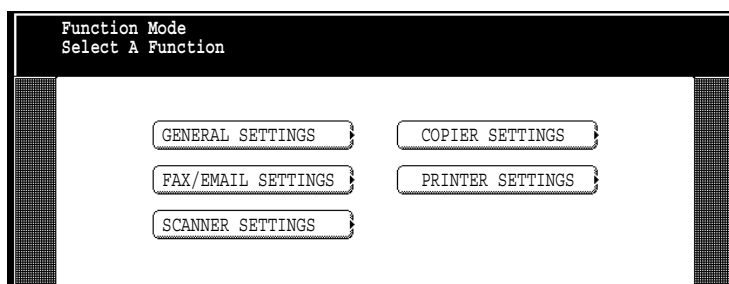 Function Mode
Select A Function
GENERAL SETTINGS
COPIER SETTINGS
FAX/EMAIL SETTINGS
PRINTER SETTINGS
SCANNER SETTINGS